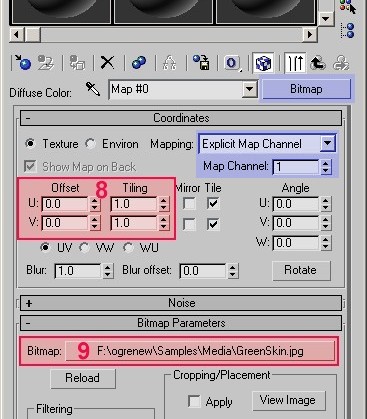 Diffuse Color: Map #0 Bitmap
- Coordinates
Texture Environ Mapping: Explicit Map Channel
Show Map on Back Map Channel: 1
Offset 8 Tiling Mirror Tile Angle
U: 0.0 1.0 U: 0.0
V: 0.0 1.0 V: 0.0
W: 0.0
UV VW WU
Blur: 1.0 Blur offset: 0.0 Rotate
+ Noise
- Bitmap Parameters
Bitmap: 9 F:\ogrenew\Samples\Media\GreenSkin.jpg
Reload Cropping/Placement
Apply View Image
Filtering